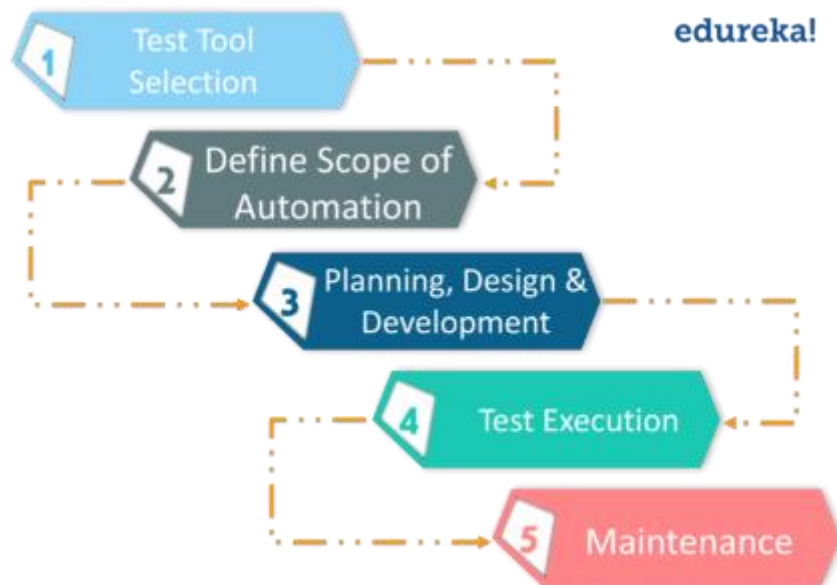 edureka!
1
Test Tool
Selection
2
Define Scope of
Automation
3
Planning, Design &
Development
4
Test Execution
5
Maintenance